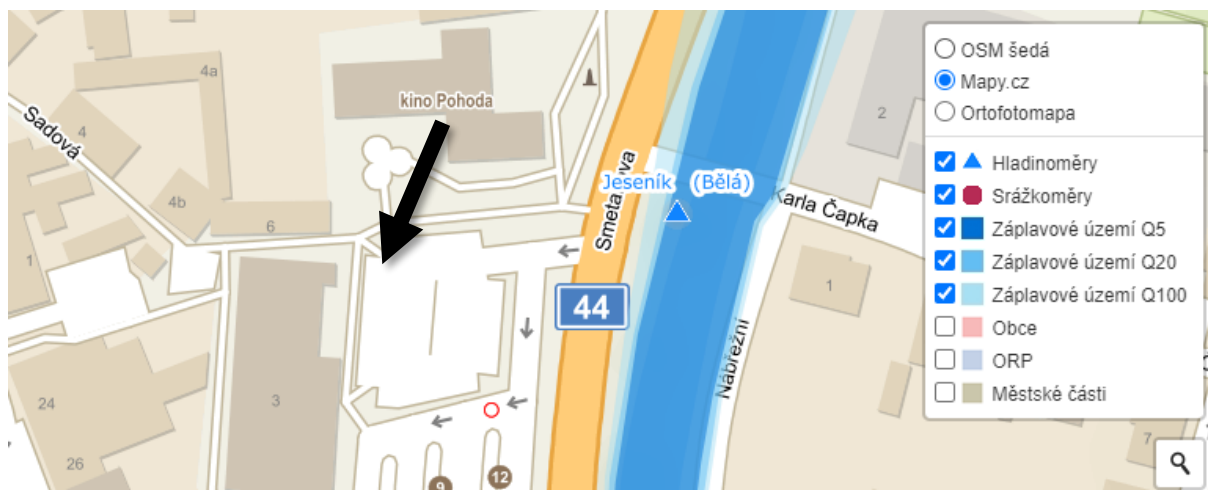 4a
kino Pohoda
Sadová
4
4b
6
1
24
26
3
9
12
44
Smetanova
Jeseník (Bělá)
Karla Čapka
Nábřežní
2
1
7
OSM šedá
Mapy.cz
Ortofotomapa
Hladinoměry
Srážkoměry
Záplavové území Q5
Záplavové území Q20
Záplavové území Q100
Obce
ORP
Městské části